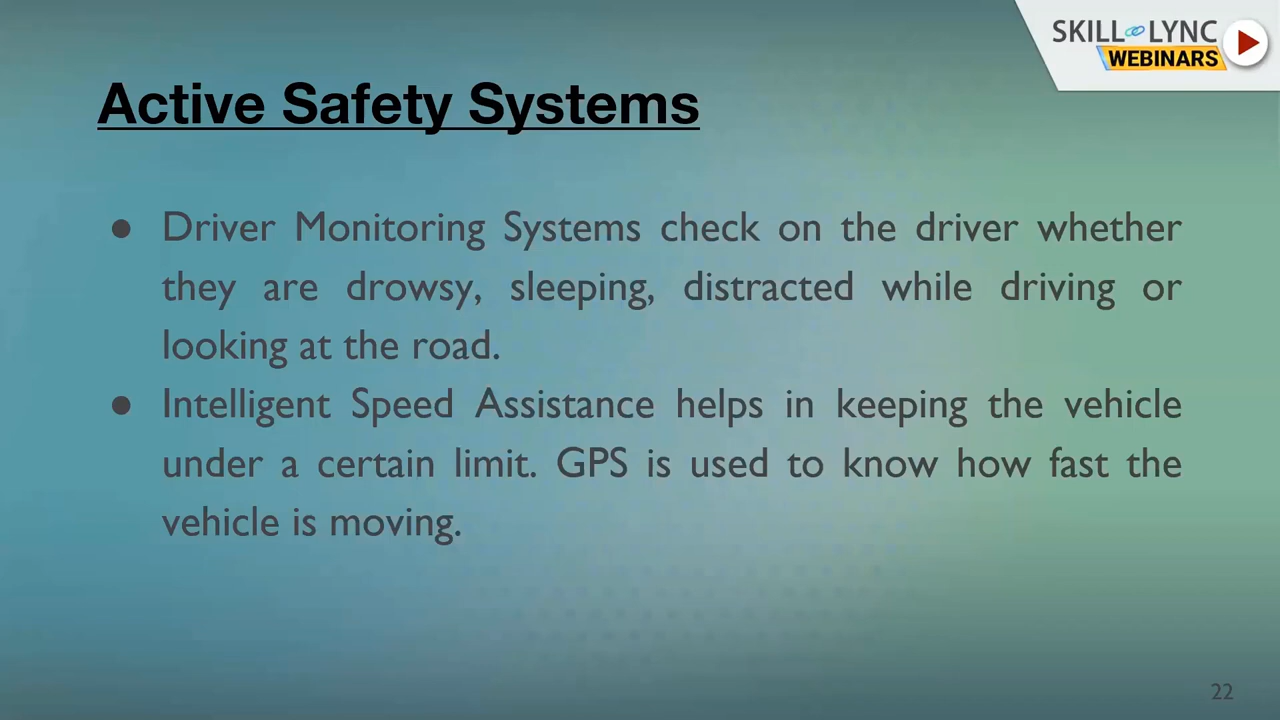 SKILL LYNC
WEBINARS
Active Safety Systems
● Driver Monitoring Systems check on the driver whether
they are drowsy, sleeping, distracted while driving or
looking at the road.
● Intelligent Speed Assistance helps in keeping the vehicle
under a certain limit. GPS is used to know how fast the
vehicle is moving.
22